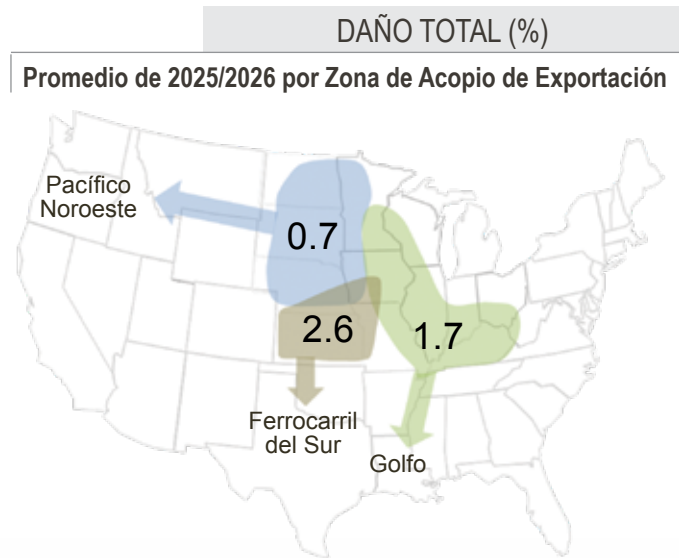 DAÑO TOTAL (%)
Promedio de 2025/2026 por Zona de Acopio de Exportación
Pacífico
Noroeste
0.7
2.6
1.7
Ferrocarril
del Sur
Golfo